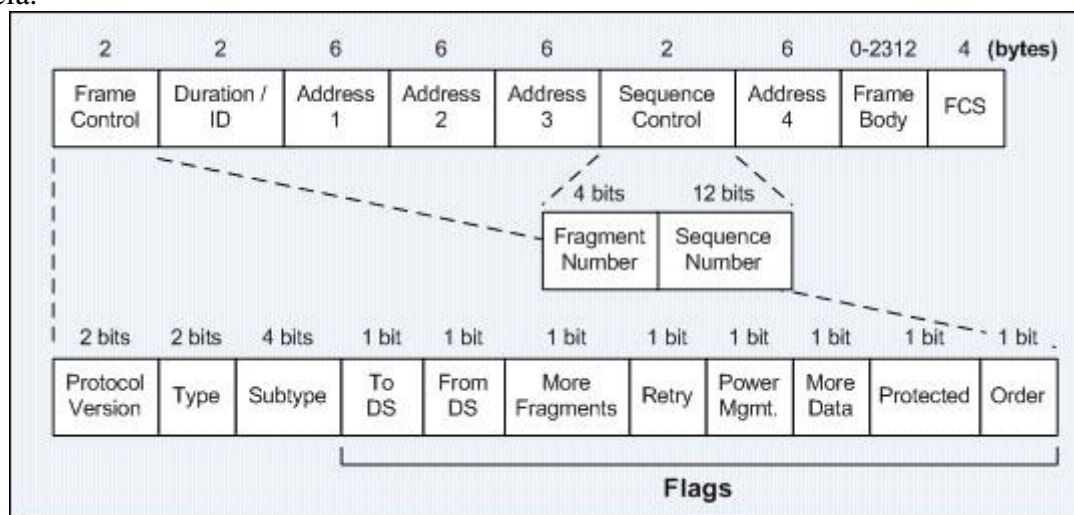 2 2 6 6 6 2 6 0-2312 4 (bytes)
Frame Control
Duration / ID
Address 1
Address 2
Address 3
Sequence Control
Address 4
Frame Body
FCS
4 bits 12 bits
Fragment Number
Sequence Number
2 bits 2 bits 4 bits 1 bit 1 bit 1 bit 1 bit 1 bit 1 bit 1 bit 1 bit
Protocol Version
Type
Subtype
To DS
From DS
More Fragments
Retry
Power Mgmt.
More Data
Protected
Order
Flags